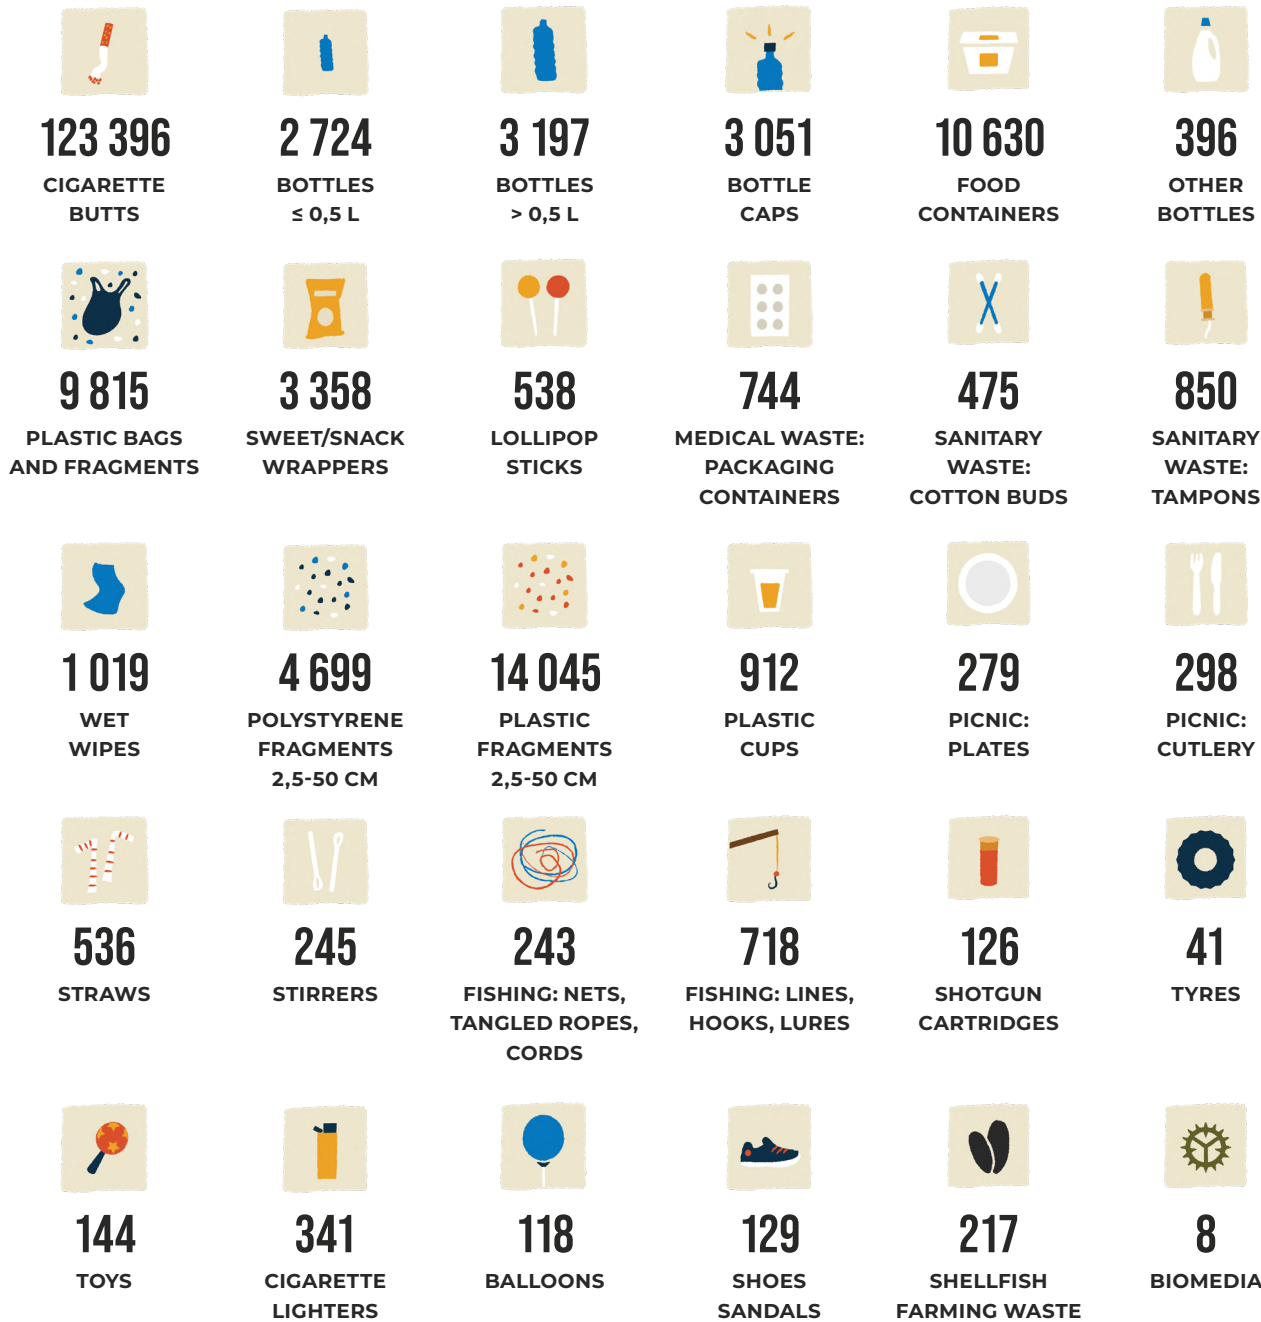 123 396
CIGARETTE
BUTTS
2 724
BOTTLES
≤ 0,5 L
3 197
BOTTLES
> 0,5 L
3 051
BOTTLE
CAPS
10 630
FOOD
CONTAINERS
396
OTHER
BOTTLES
9 815
PLASTIC BAGS
AND FRAGMENTS
3 358
SWEET/SNACK
WRAPPERS
538
LOLLIPOP
STICKS
744
MEDICAL WASTE:
PACKAGING
CONTAINERS
475
SANITARY
WASTE:
COTTON BUDS
850
SANITARY
WASTE:
TAMPONS
1 019
WET
WIPES
4 699
POLYSTYRENE
FRAGMENTS
2,5-50 CM
14 045
PLASTIC
FRAGMENTS
2,5-50 CM
912
PLASTIC
CUPS
279
PICNIC:
PLATES
298
PICNIC:
CUTLERY
536
STRAWS
245
STIRRERS
243
FISHING: NETS,
TANGLED ROPES,
CORDS
718
FISHING: LINES,
HOOKS, LURES
126
SHOTGUN
CARTRIDGES
41
TYRES
144
TOYS
341
CIGARETTE
LIGHTERS
118
BALLOONS
129
SHOES
SANDALS
217
SHELLFISH
FARMING WASTE
8
BIOMEDIA